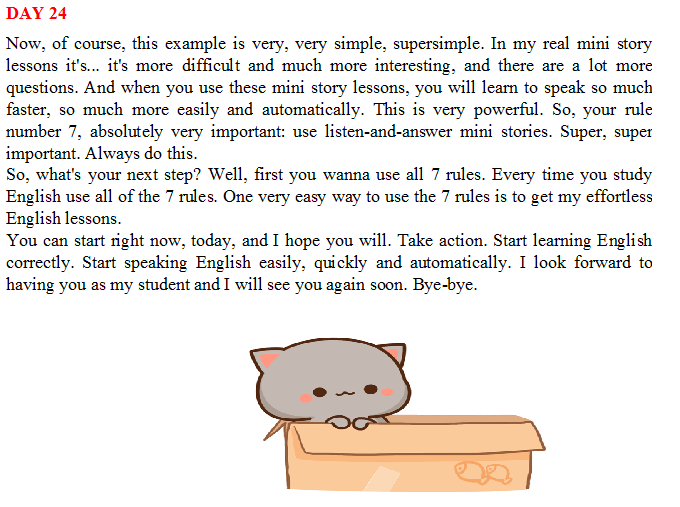 DAY 24
Now, of course, this example is very, very simple, supersimple. In my real mini story
lessons it's... it's more difficult and much more interesting, and there are a lot more
questions. And when you use these mini story lessons, you will learn to speak so much
faster, so much more easily and automatically. This is very powerful. So, your rule
number 7, absolutely very important: use listen-and-answer mini stories. Super, super
important. Always do this.
So, what's your next step? Well, first you wanna use all 7 rules. Every time you study
English use all of the 7 rules. One very easy way to use the 7 rules is to get my effortless
English lessons.
You can start right now, today, and I hope you will. Take action. Start learning English
correctly. Start speaking English easily, quickly and automatically. I look forward to
having you as my student and I will see you again soon. Bye-bye.